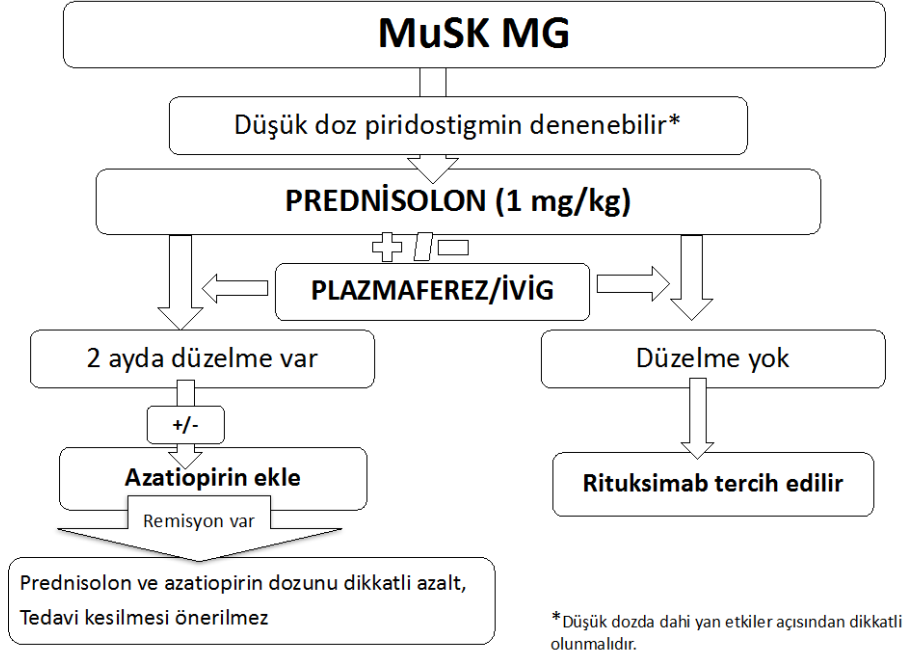 MuSK MG
Düşük doz piridostigmin denenebilir*
PREDNİSOLON (1 mg/kg)
+/-
PLAZMAFEREZ/İVİG
2 ayda düzelme var
Düzelme yok
+/-
Azatiopirin ekle
Rituksimab tercih edilir
Remisyon var
Prednisolon ve azatiopirin dozunu dikkatli azalt,
Tedavi kesilmesi önerilmez
*Düşük dozda dahi yan etkiler açısından dikkatli
olunmalıdır.